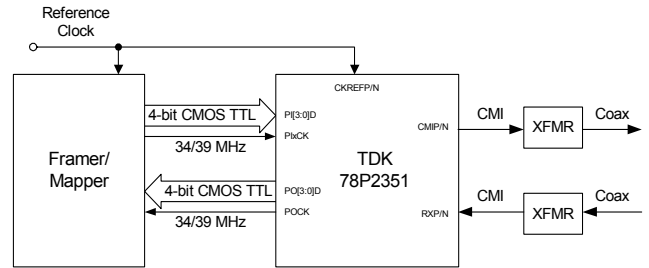 Reference
Clock
CKREFP/N
4-bit CMOS TTL
PI[3:0]D
34/39 MHz
PIxCK
Framer/
Mapper
TDK
78P2351
CMIP/N
CMI
XFMR
Coax
4-bit CMOS TTL
PO[3:0]D
34/39 MHz
POCK
RXP/N
CMI
XFMR
Coax